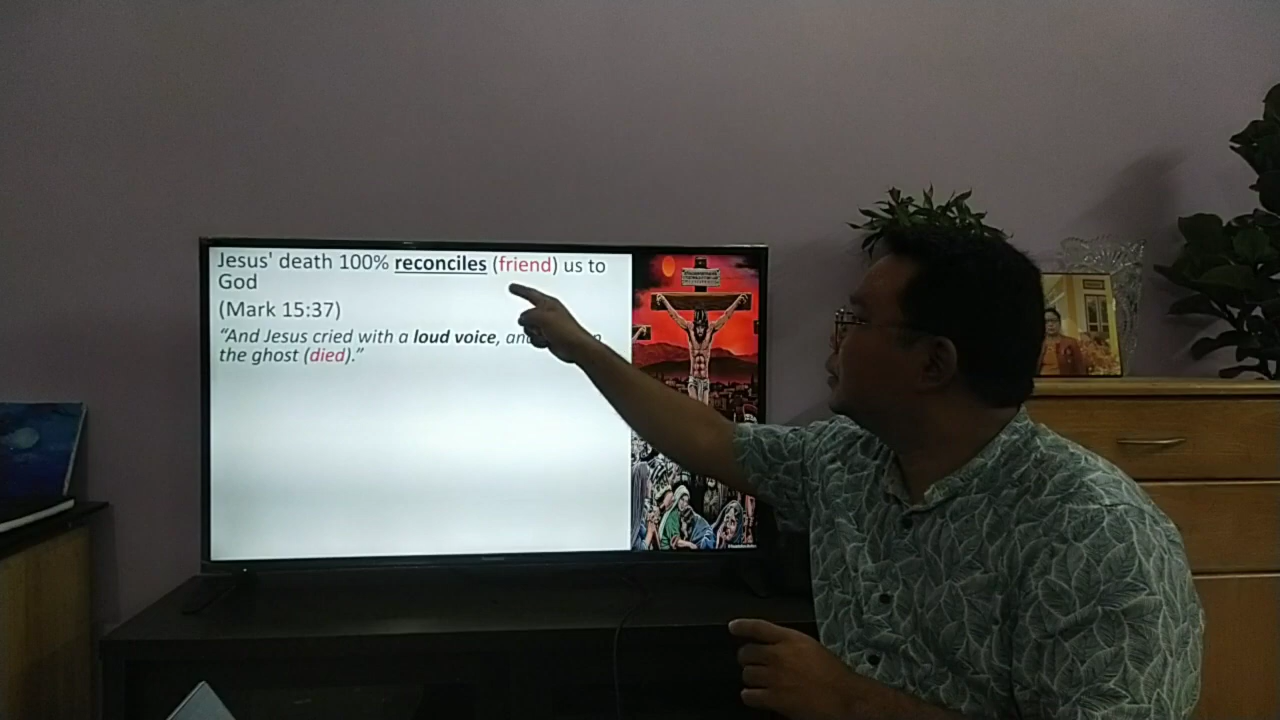 Jesus' death 100% reconciles (friend) us to
God
(Mark 15:37)
“And Jesus cried with a loud voice, an
the ghost (died).”